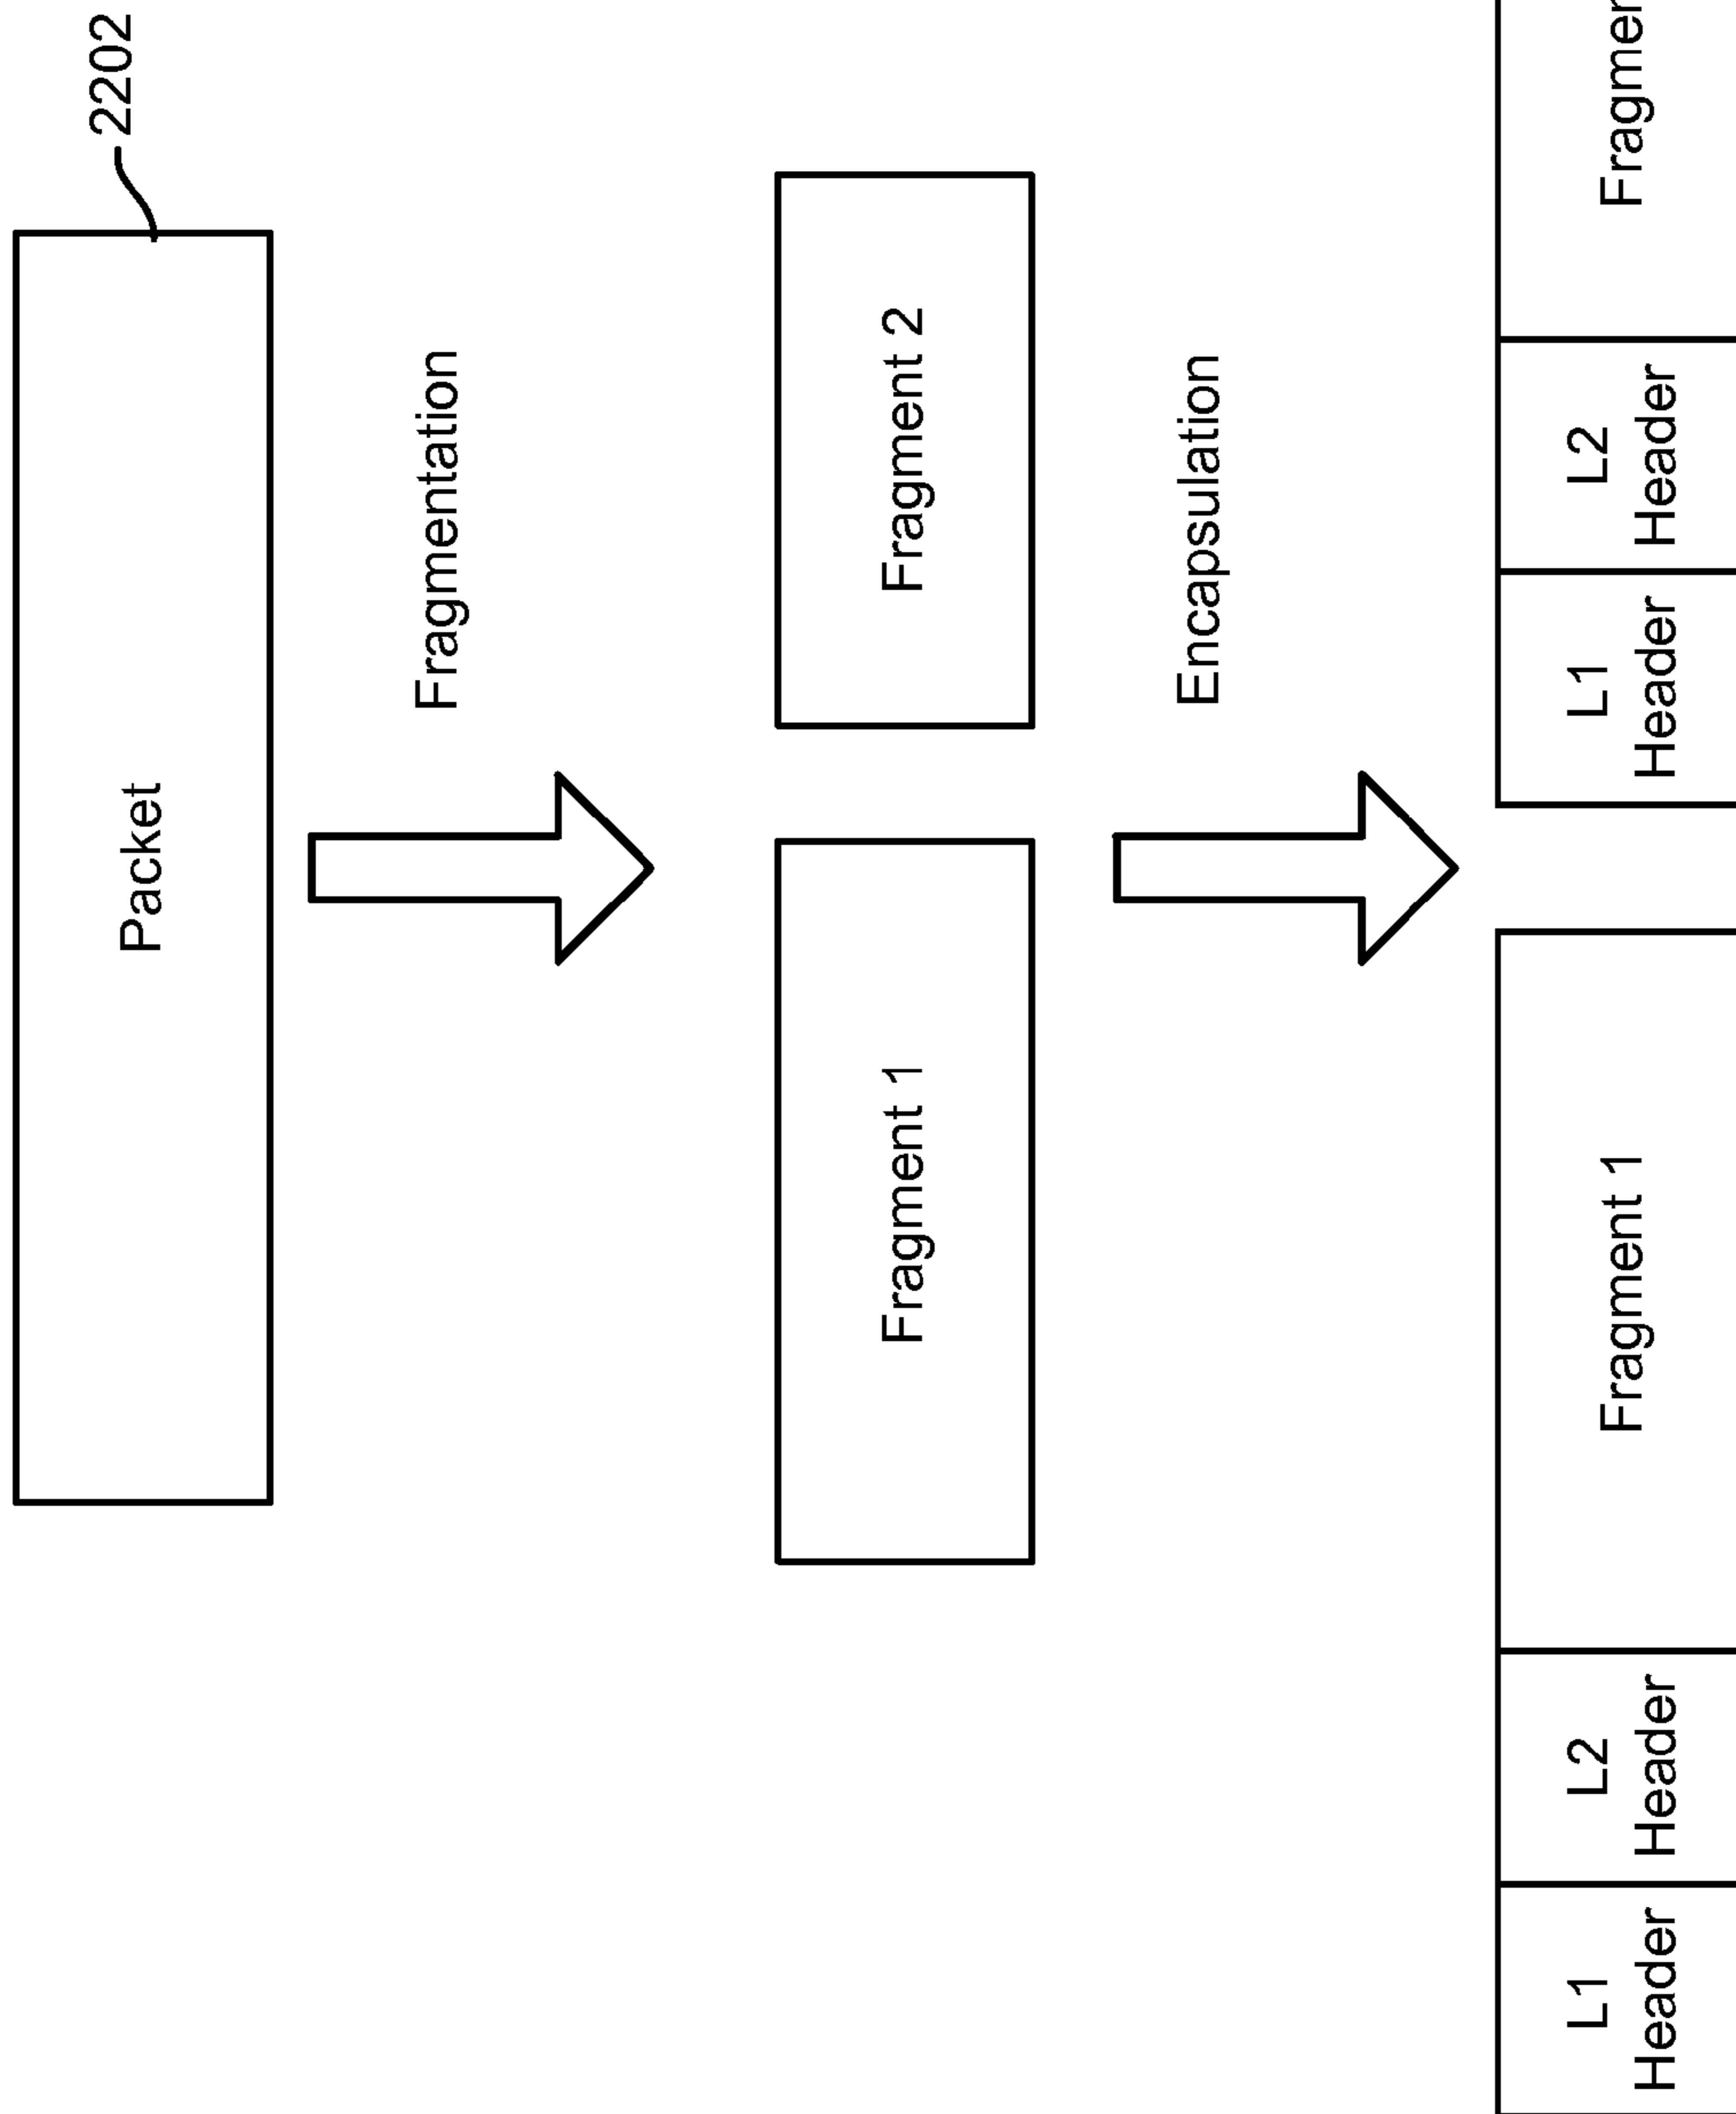 2202
Packet
Fragmentation
Fragment 1
Fragment 2
Encapsulation
L1
Header
L2
Header
Fragment 1
L1
Header
L2
Header